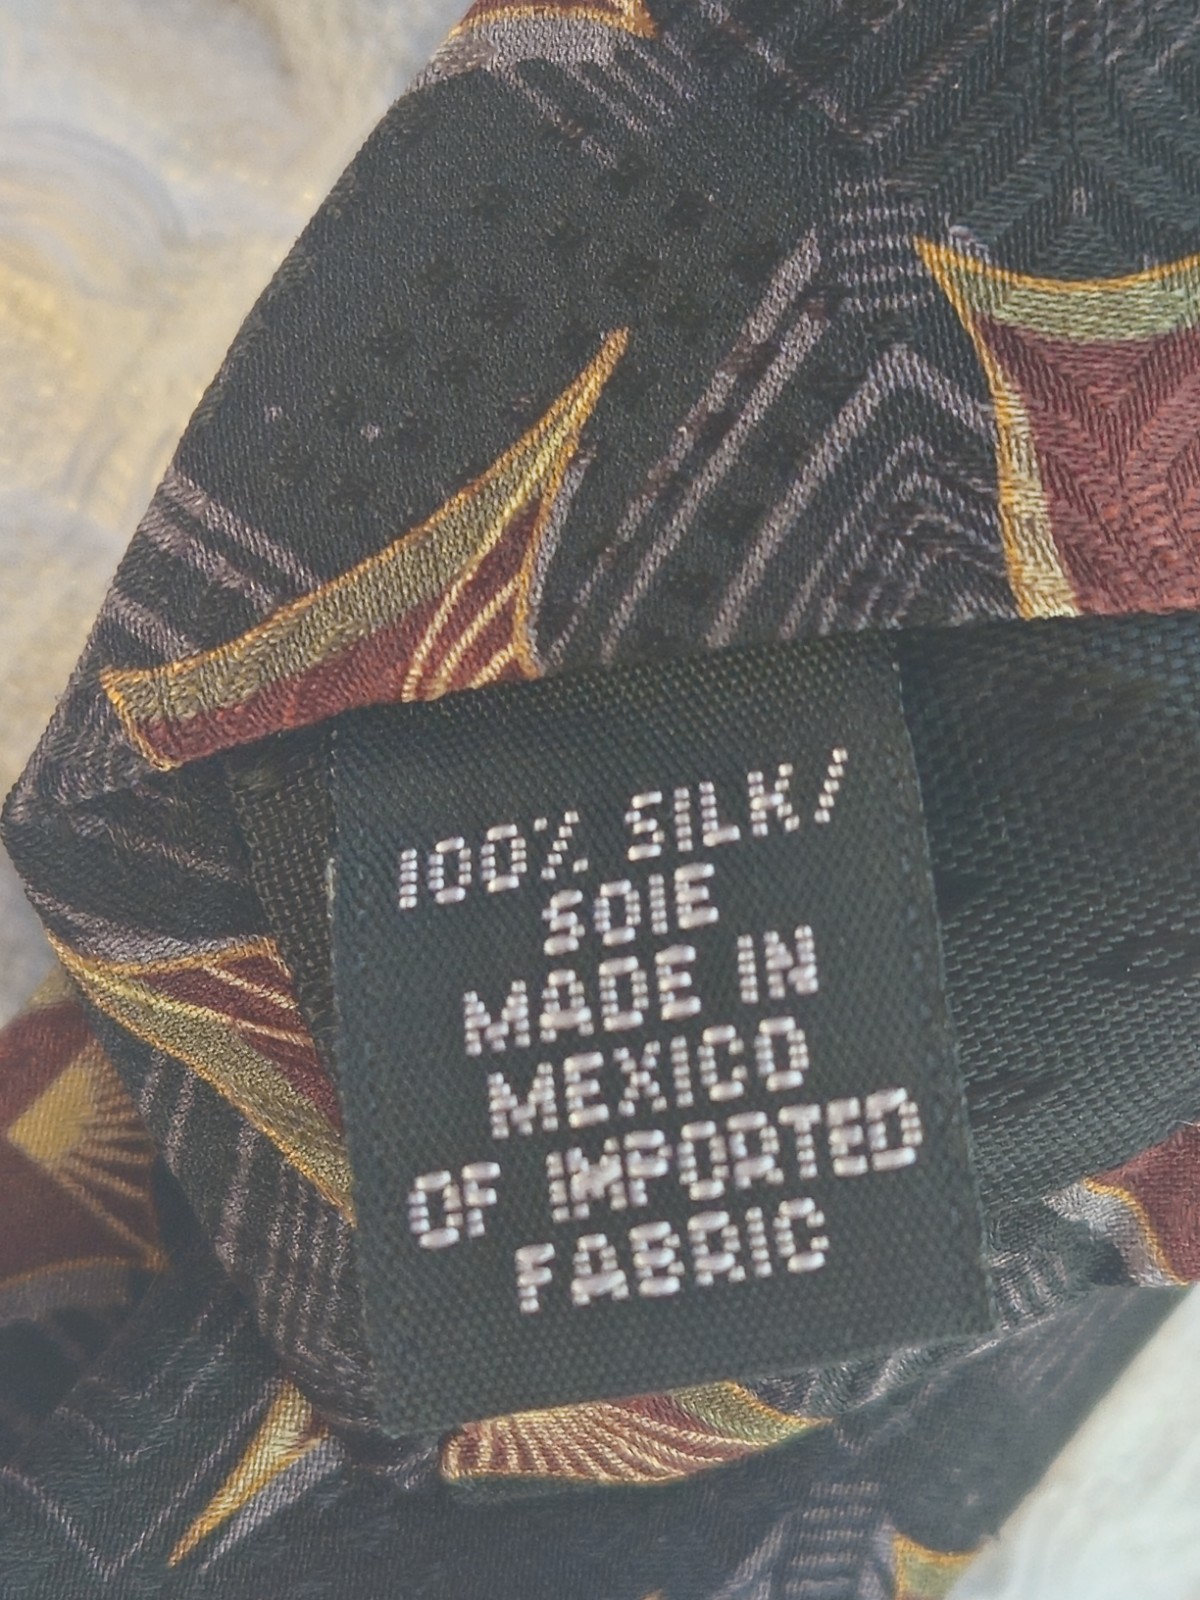 100% SILK/
SOIE
MADE IN
MEXICO
OF IMPORTED
FABRIC